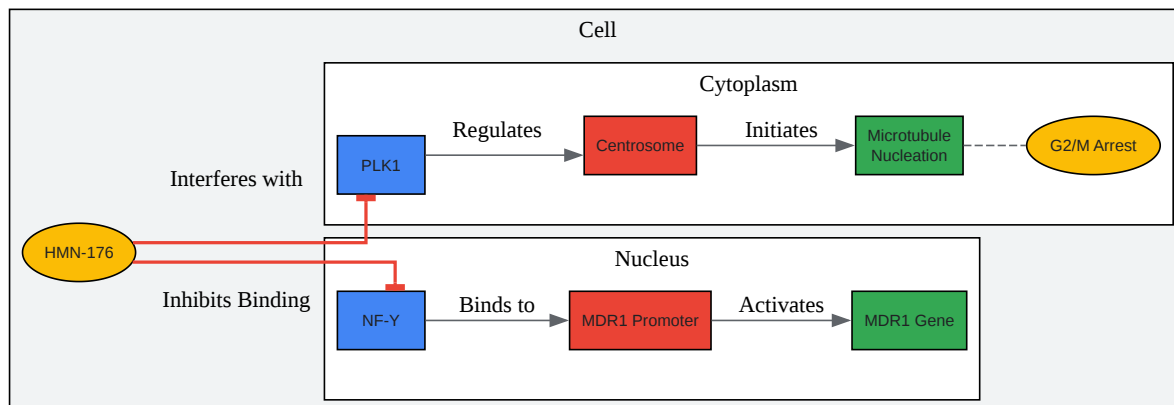 Cell
Cytoplasm
Regulates
Initiates
PLK1
Centrosome
Microtubule
Nucleation
G2/M Arrest
Interferes with
HMN-176
Nucleus
Inhibits Binding
Binds to
Activates
NF-Y
MDR1 Promoter
MDR1 Gene